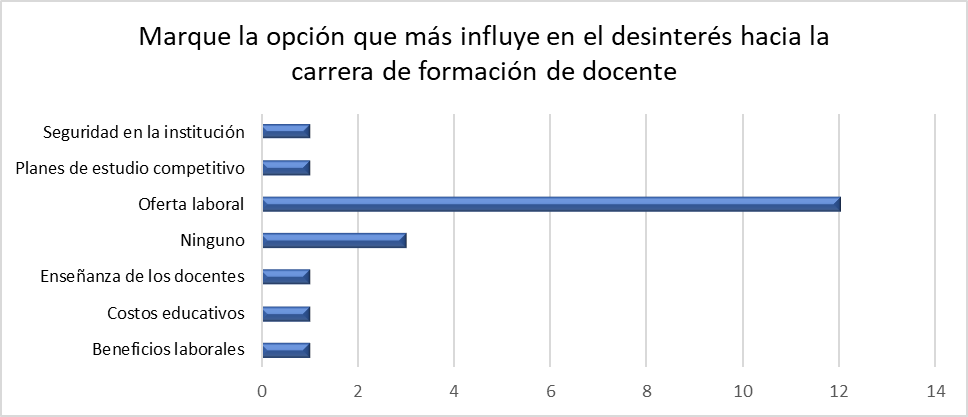 Marque la opción que más influye en el desinterés hacia la
carrera de formación de docente
Seguridad en la institución
Planes de estudio competitivo
Oferta laboral
Ninguno
Enseñanza de los docentes
Costos educativos
Beneficios laborales
0 2 4 6 8 10 12 14